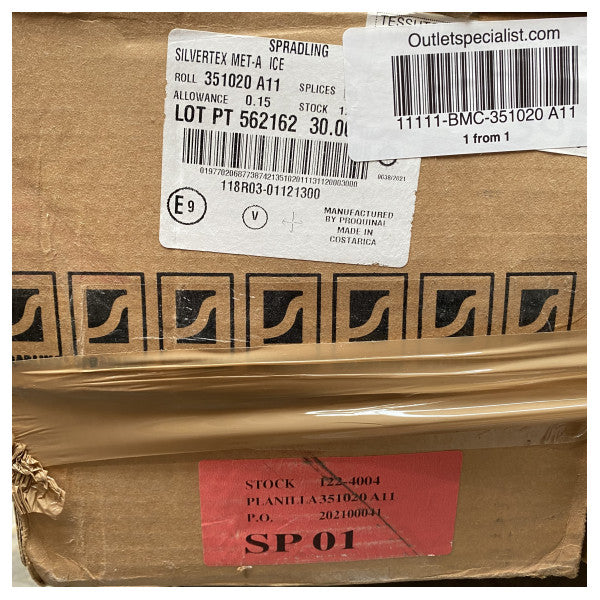 SPRADLING
SILVERTEX MET-A ICE
ROLL 351020 A11 SPLICES
ALLOWANCE 0.15 STOCK
LOT PT 562162 30.00
0638/2021
118R03-01121300
E9
V
MANUFACTURED
BY PROQUINAL
MADE IN
COSTARICA
Outletspecialist.com
11111-BMC-351020 A11
1 from 1
STOCK 122-4004
PLANILLA 351020 A11
P.O. 202100041
SP 01